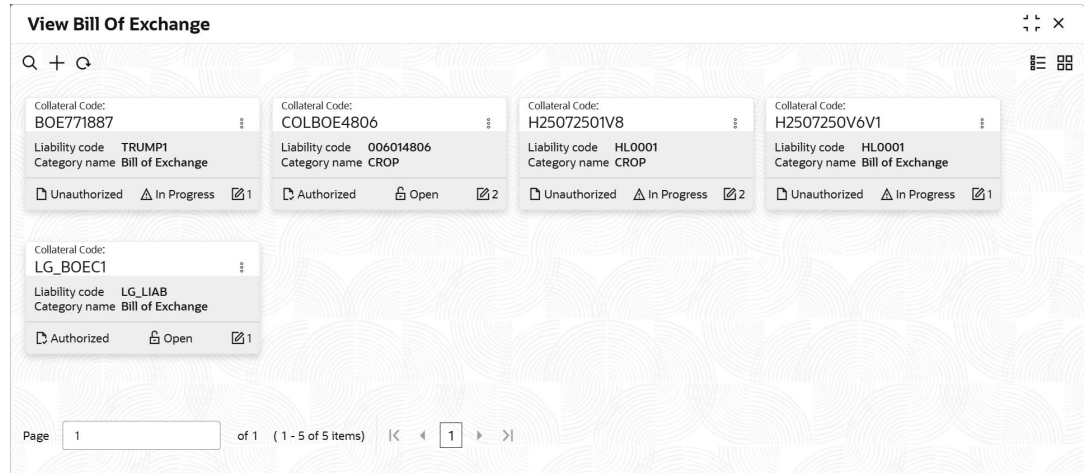 View Bill Of Exchange
Collateral Code:
BOE771887
Liability code TRUMP1
Category name Bill of Exchange
Unauthorized In Progress 1
Collateral Code:
COLBOE4806
Liability code 006014806
Category name CROP
Authorized Open 2
Collateral Code:
H25072501V8
Liability code HL0001
Category name CROP
Unauthorized In Progress 2
Collateral Code:
H2507250V6V1
Liability code HL0001
Category name Bill of Exchange
Unauthorized In Progress 1
Collateral Code:
LG_BOEC1
Liability code LG_LIAB
Category name Bill of Exchange
Authorized Open 1
Page 1 of 1 ( 1 - 5 of 5 items) 1